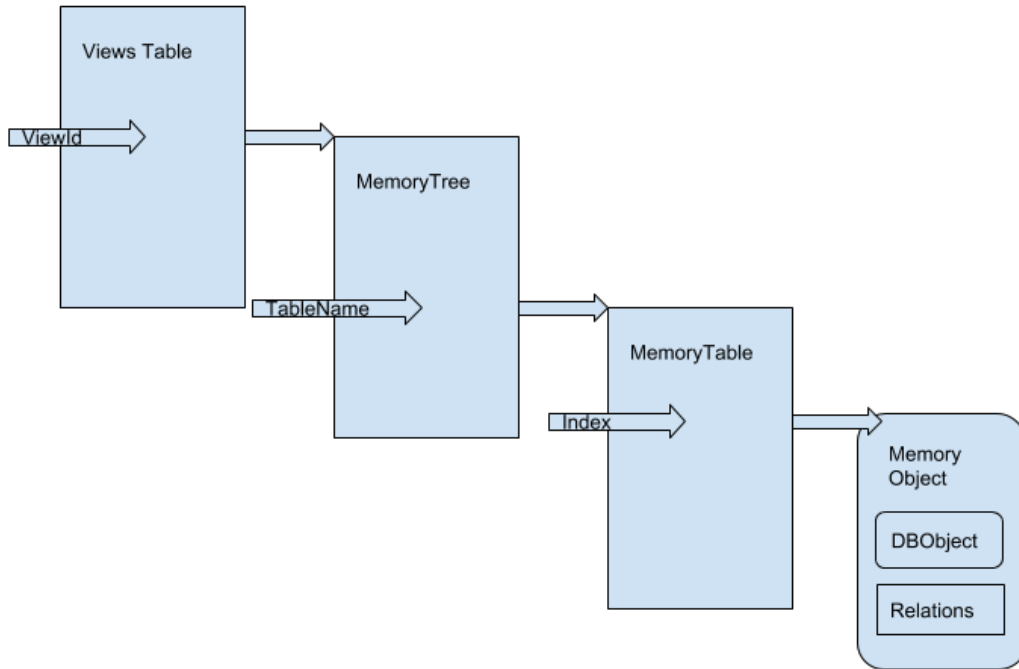 Views Table
ViewId
MemoryTree
TableName
MemoryTable
Index
Memory
Object
DBObject
Relations